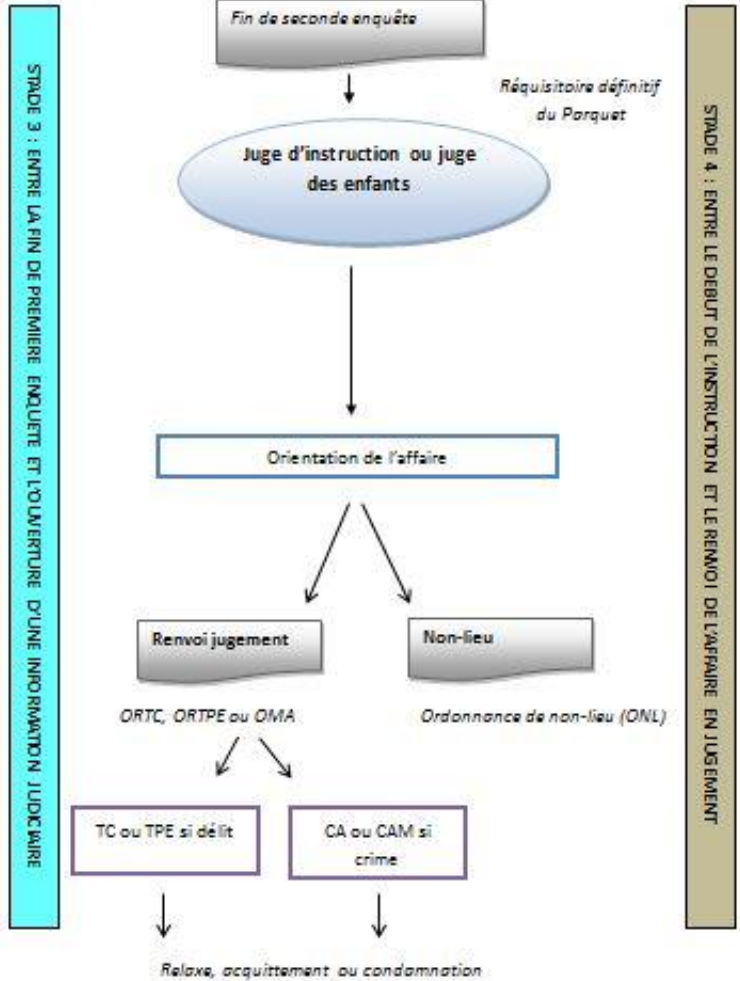 Fin de seconde enquête
Réquisitoire définitif
du Parquet
Juge d'instruction ou juge
des enfants
Orientation de l'affaire
Renvoi jugement
Non-lieu
ORTC, ORTPE ou OMA
Ordonnance de non-lieu (ONL)
TC ou TPE si délit
CA ou CAM si
crime
Relaxe, acquittement ou condamnation
STADE 3 : ENTRE LA FIN DE PREMIERE ENQUETE ET L'OUVERTURE D'UNE INFORMATION JUDICIAIRE
STADE 4 : ENTRE LE DEBUT DE L'INSTRUCTION ET LE RENVOI DE L'AFFAIRE EN JUGEMENT